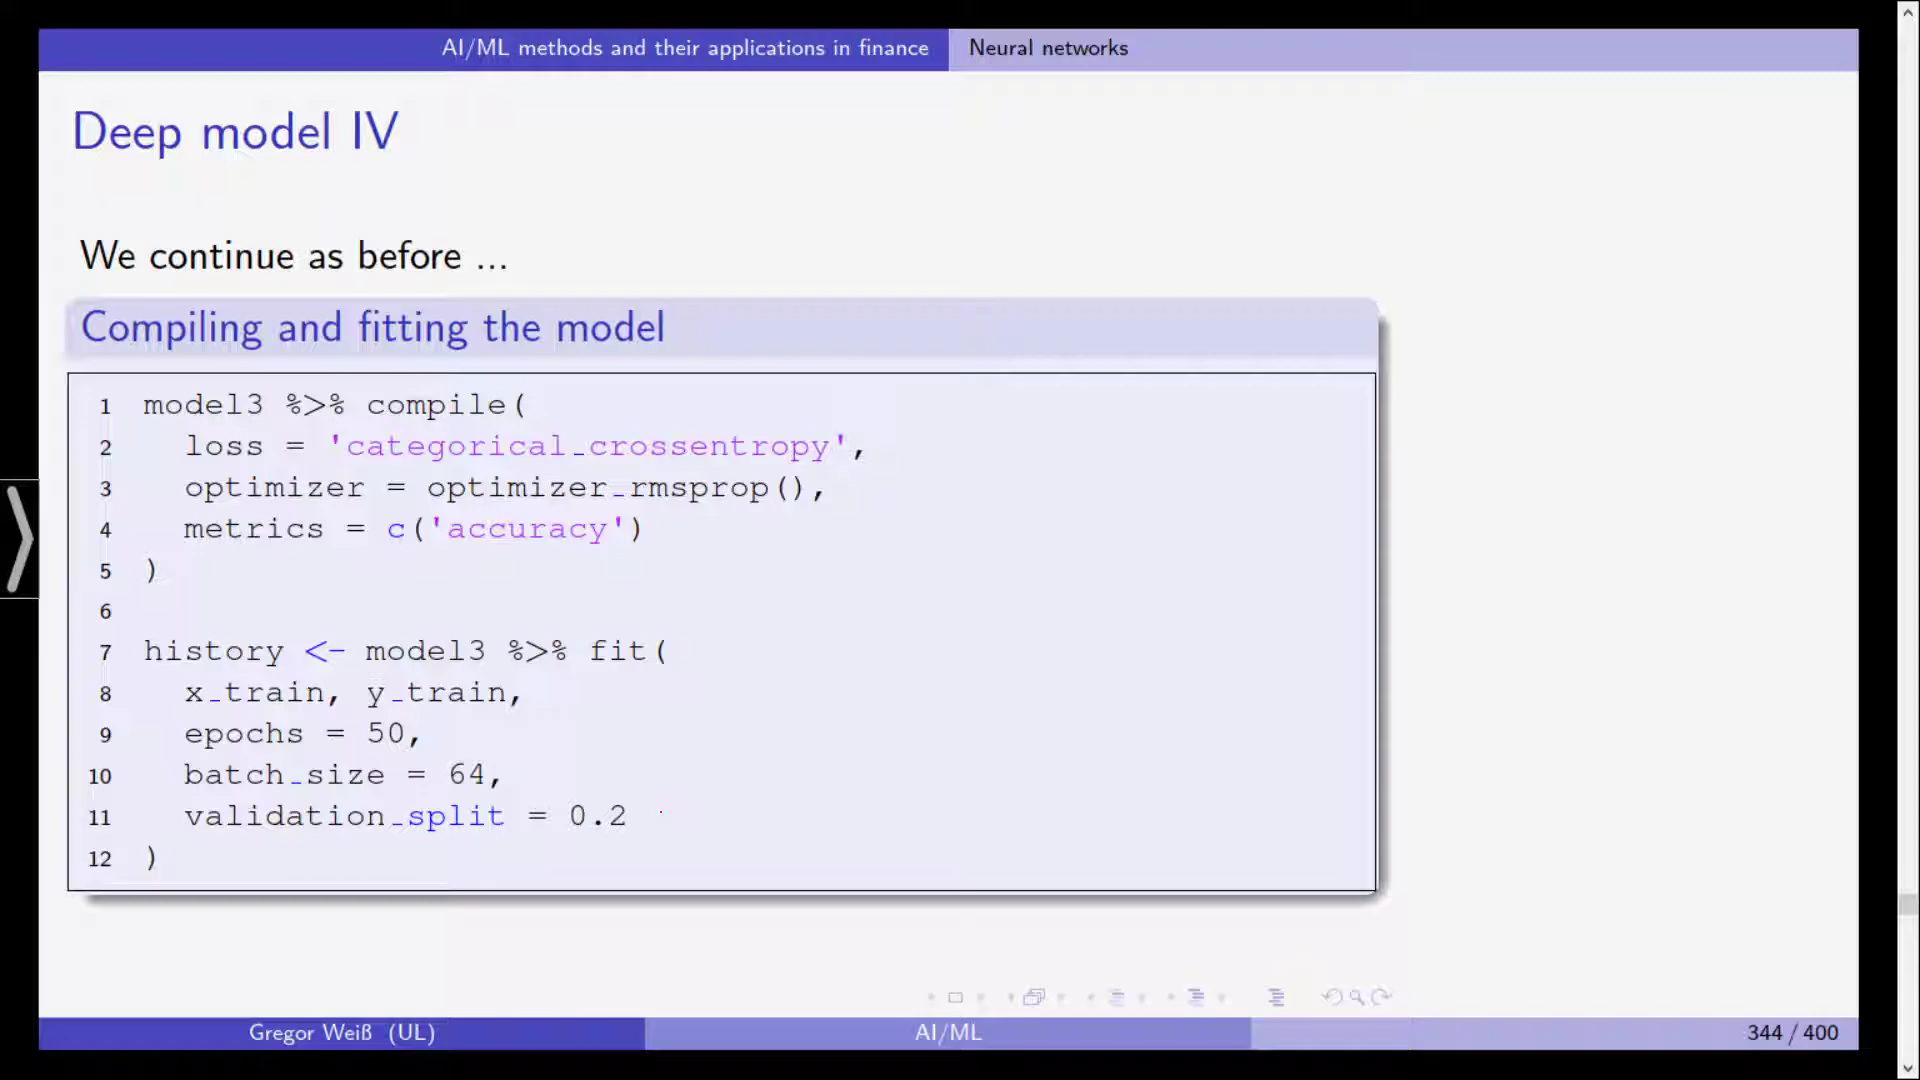 AI/ML methods and their applications in finance Neural networks
Deep model IV
We continue as before ...
Compiling and fitting the model
1 model3 %>% compile(
2 loss = 'categorical_crossentropy',
3 optimizer = optimizer_rmsprop(),
4 metrics = c('accuracy')
5 )
6
7 history <- model3 %>% fit(
8 x_train, y_train,
9 epochs = 50,
10 batch_size = 64,
11 validation_split = 0.2
12 )
Gregor Weiß (UL) AI/ML 344 / 400